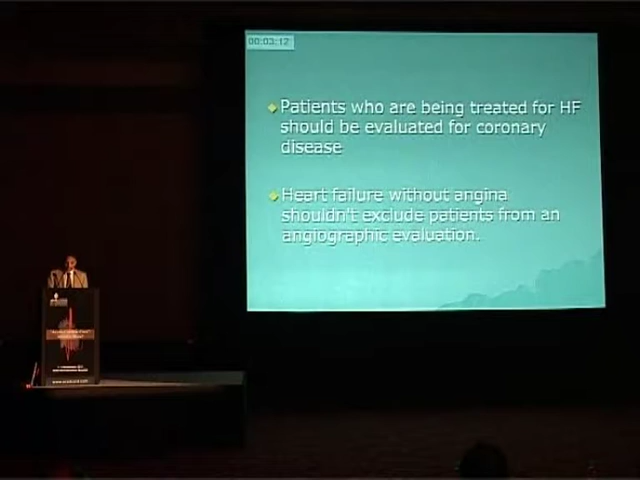 00:03:12
Patients who are being treated for HF
should be evaluated for coronary
disease
Heart failure without angina
shouldn't exclude patients from an
angiographic evaluation.